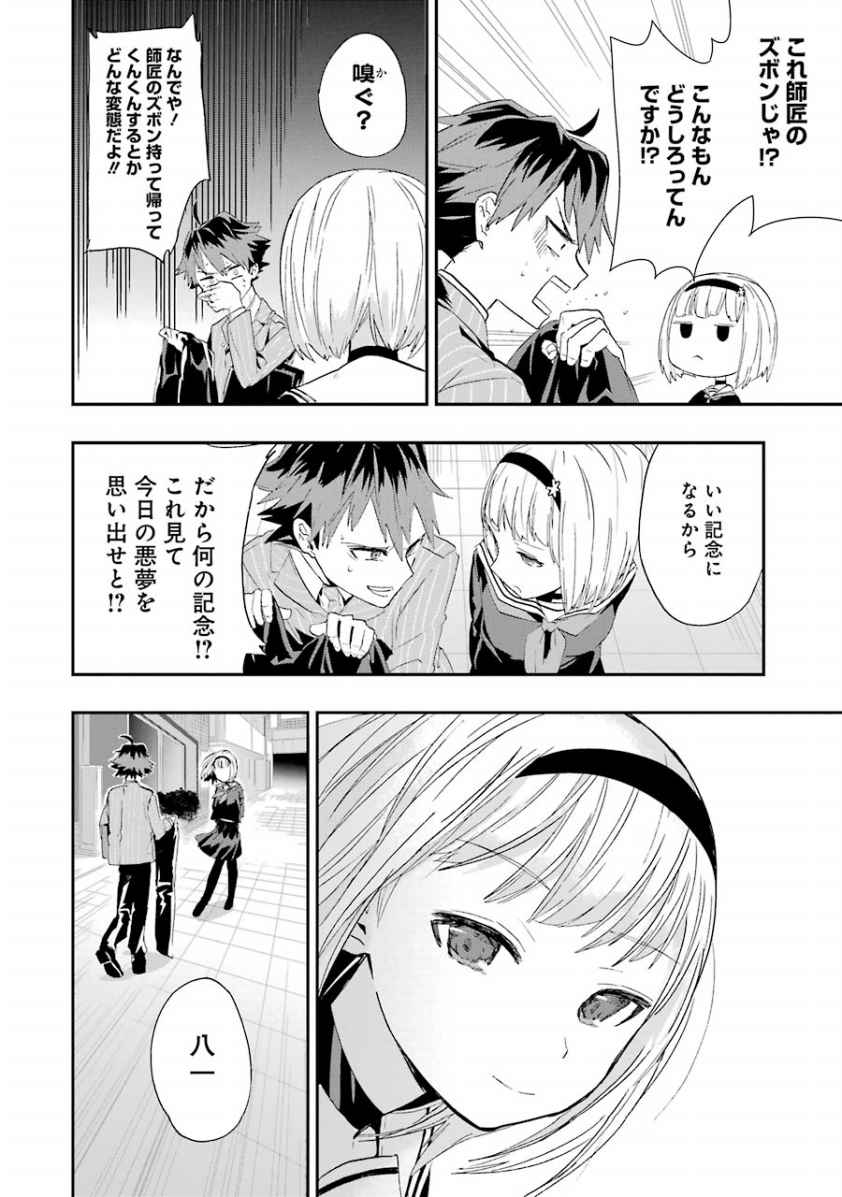 これ師匠の
ズボンじゃ!?
こんなもん
どうしろってん
ですか!?
嗅ぐ？
か
なんでや!
師匠のズボン持って帰って
くんくんするとか
どんな変態だよ!!
いい記念に
なるから
だから何の記念!?
これ見て
今日の悪夢を
思い出せと!?
八一